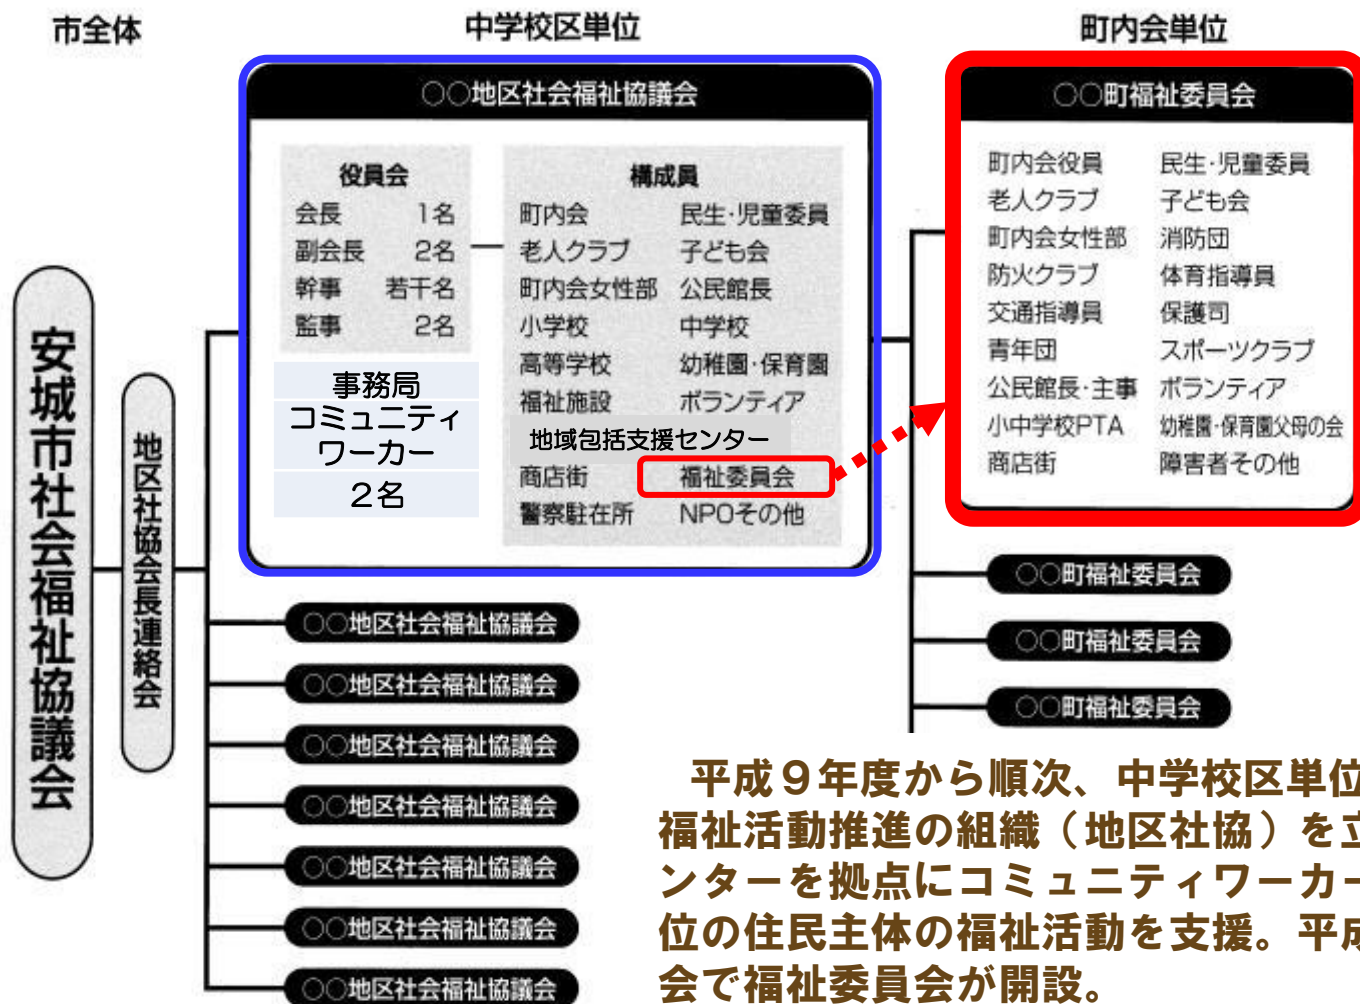 市全体
中学校区単位
町内会単位
安城市社会福祉協議会
地区社協会長連絡会
○○地区社会福祉協議会
役員会
会長 1名
副会長 2名
幹事 若干名
監事 2名
事務局
コミュニティ
ワーカー
２名
構成員
町内会 民生・児童委員
老人クラブ 子ども会
町内会女性部 公民館長
小学校 中学校
高等学校 幼稚園・保育園
福祉施設 ボランティア
地域包括支援センター
商店街 福祉委員会
警察駐在所 NPOその他
○○地区社会福祉協議会
○○地区社会福祉協議会
○○地区社会福祉協議会
○○地区社会福祉協議会
○○地区社会福祉協議会
○○地区社会福祉協議会
○○地区社会福祉協議会
○○町福祉委員会
町内会役員 民生・児童委員
老人クラブ 子ども会
町内会女性部 消防団
防火クラブ 体育指導員
交通指導員 保護司
青年団 スポーツクラブ
公民館長・主事 ボランティア
小中学校PTA 幼稚園・保育園父母の会
商店街 障害者その他
○○町福祉委員会
○○町福祉委員会
○○町福祉委員会
平成９年度から順次、中学校区単位
福祉活動推進の組織（地区社協）を立
ンターを拠点にコミュニティワーカー
位の住民主体の福祉活動を支援。平成
会で福祉委員会が開設。